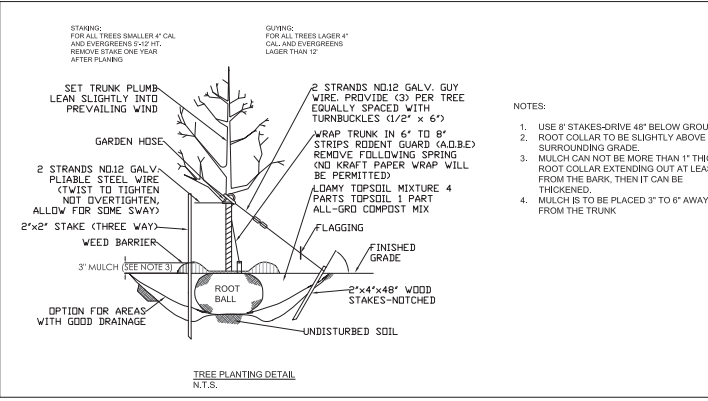 STAKING:
FOR ALL TREES SMALLER 4" CAL
AND EVERGREENS 5'-12' HT.
REMOVE STAKE ONE YEAR
AFTER PLANING
GUYING:
FOR ALL TREES LAGER 4"
CAL. AND EVERGREENS
LAGER THAN 12'
SET TRUNK PLUMB
LEAN SLIGHTLY INTO
PREVAILING WIND
GARDEN HOSE
2 STRANDS NO.12 GALV.
PLIABLE STEEL WIRE
(TWIST TO TIGHTEN
NOT OVERTIGHTEN,
ALLOW FOR SOME SWAY)
2"x2" STAKE (THREE WAY)
WEED BARRIER
3" MULCH (SEE NOTE 3)
OPTION FOR AREAS
WITH GOOD DRAINAGE
2 STRANDS NO.12 GALV. GUY
WIRE. PROVIDE (3) PER TREE
EQUALLY SPACED WITH
TURNBUCKLES (1/2" x 6")
WRAP TRUNK IN 6" TO 8"
STRIPS RODENT GUARD (A.O.B.E)
REMOVE FOLLOWING SPRING
(NO KRAFT PAPER WRAP WILL
BE PERMITTED)
LOAMY TOPSOIL MIXTURE 4
PARTS TOPSOIL 1 PART
ALL-GRO COMPOST MIX
FLAGGING
FINISHED
GRADE
ROOT
BALL
2"x4"x48" WOOD
STAKES-NOTCHED
UNDISTURBED SOIL
TREE PLANTING DETAIL
N.T.S.
NOTES:
1. USE 8' STAKES-DRIVE 48" BELOW GROU
2. ROOT COLLAR TO BE SLIGHTLY ABOVE
SURROUNDING GRADE.
3. MULCH CAN NOT BE MORE THAN 1" THI
ROOT COLLAR EXTENDING OUT AT LEA
FROM THE BARK, THEN IT CAN BE
THICKENED.
4. MULCH IS TO BE PLACED 3" TO 6" AWAY
FROM THE TRUNK